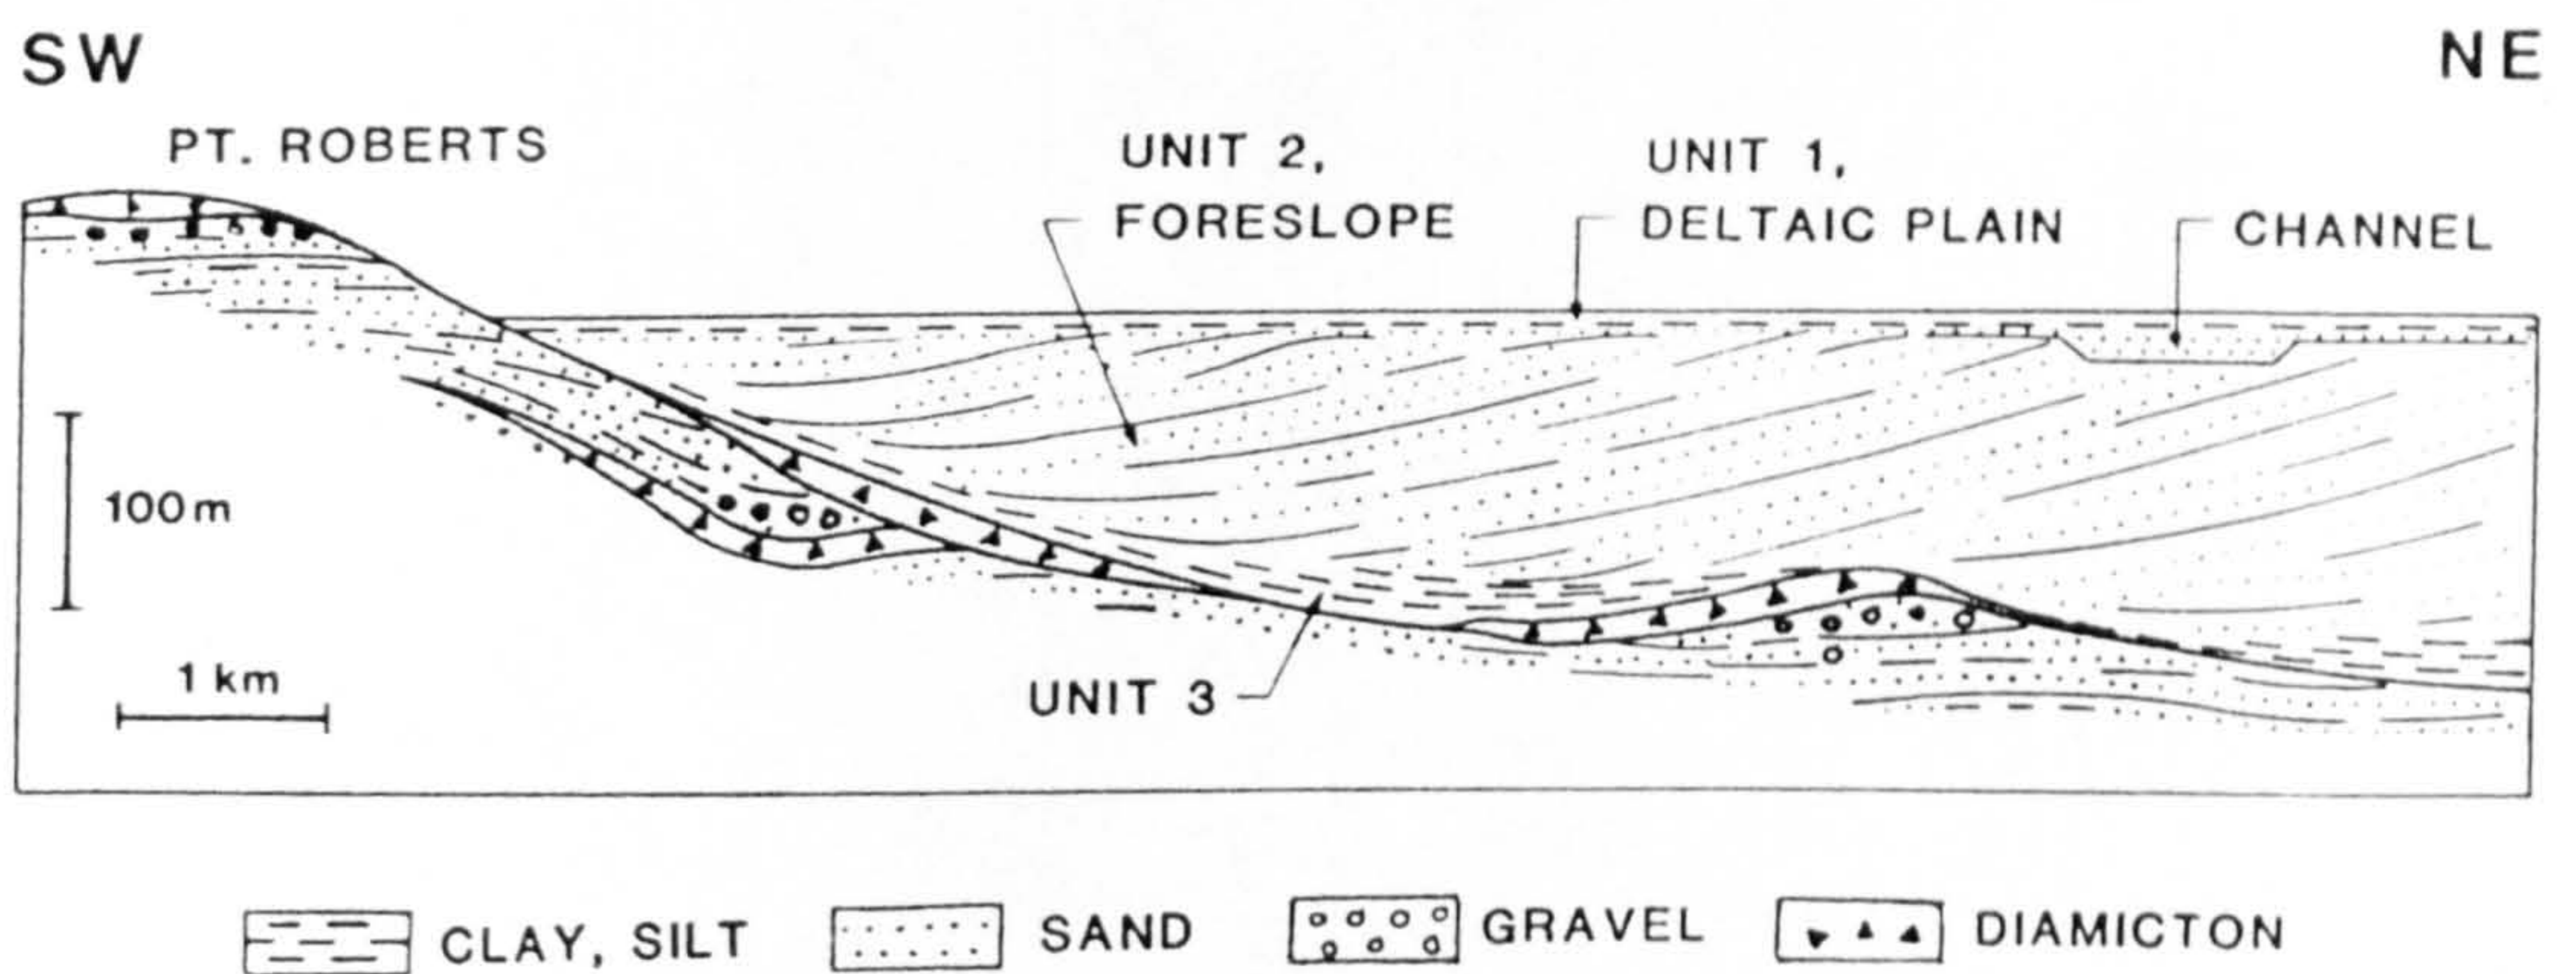 SW
NE
PT. ROBERTS
UNIT 2,
FORESLOPE
UNIT 1,
DELTAIC PLAIN
CHANNEL
100m
1 km
UNIT 3
CLAY, SILT
SAND
GRAVEL
DIAMICTON